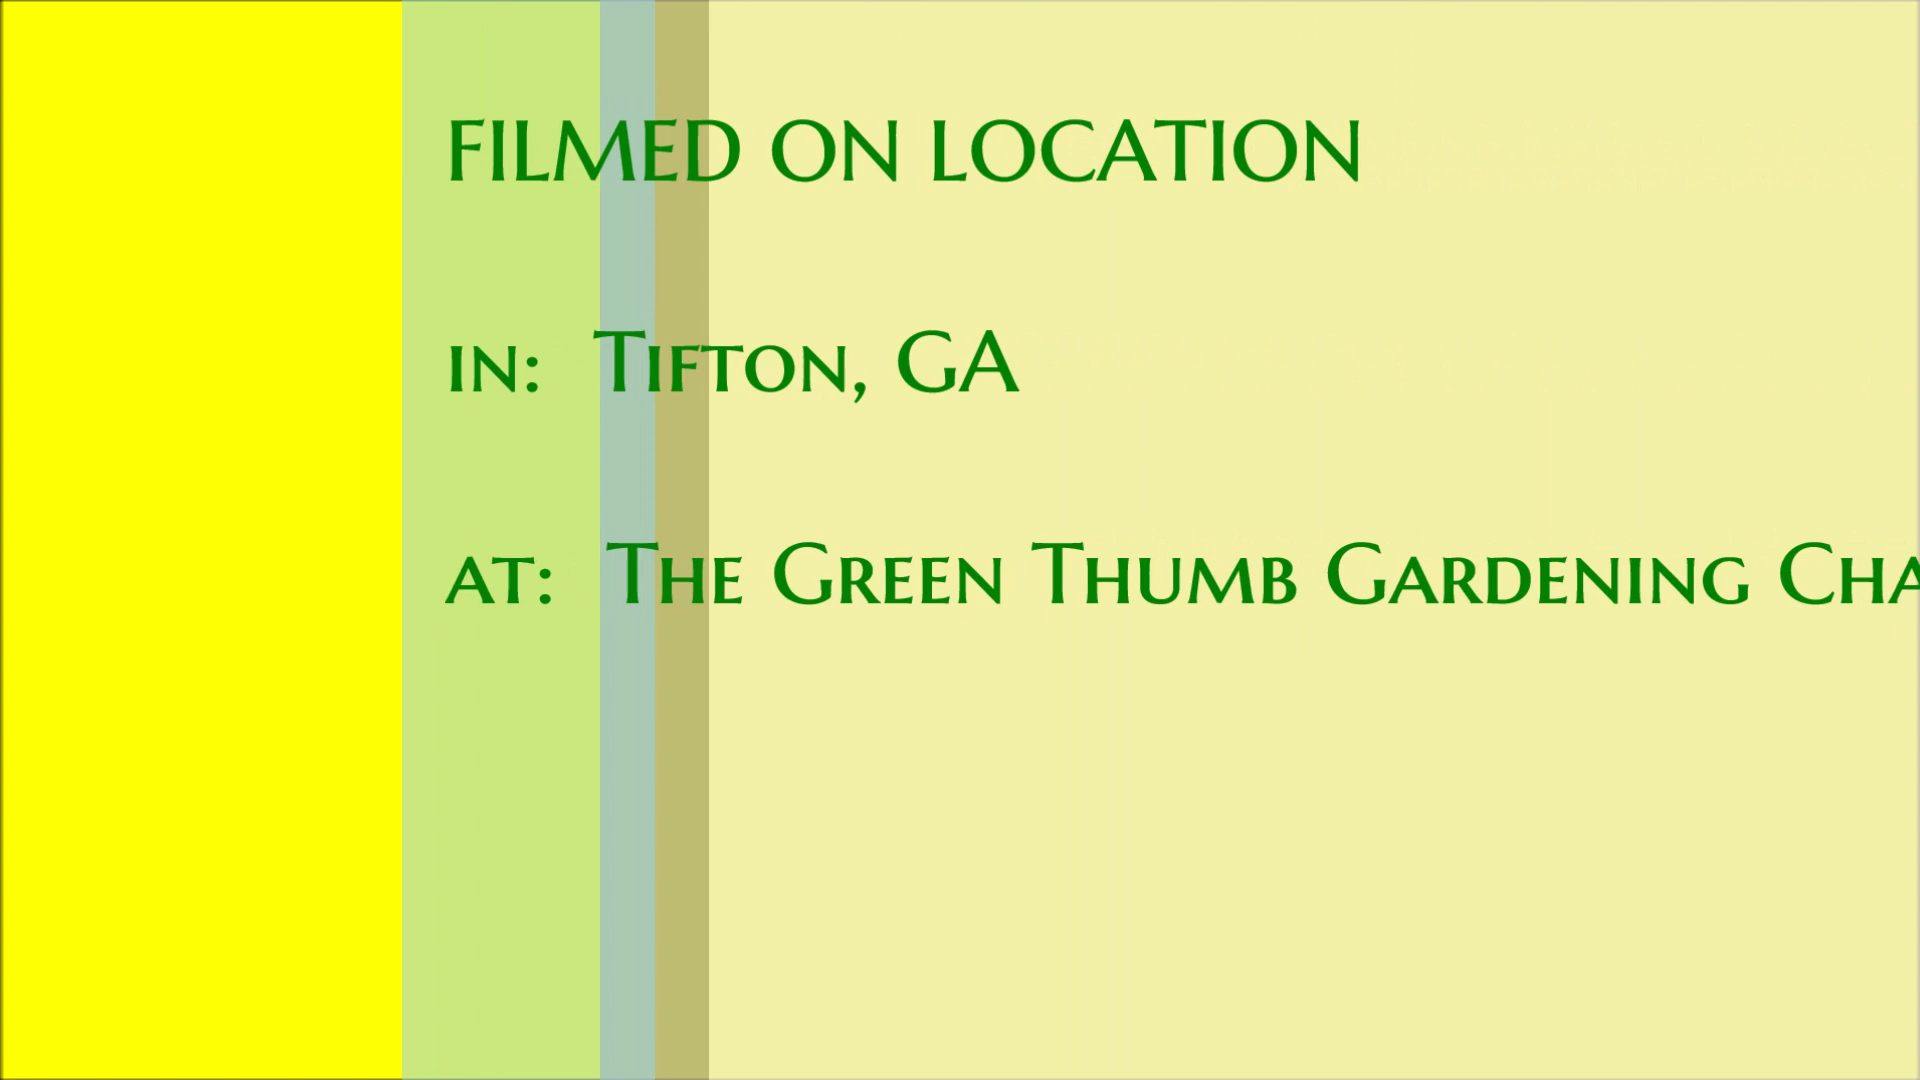 FILMED ON LOCATION
IN: TIFTON, GA
AT: THE GREEN THUMB GARDENING CHA